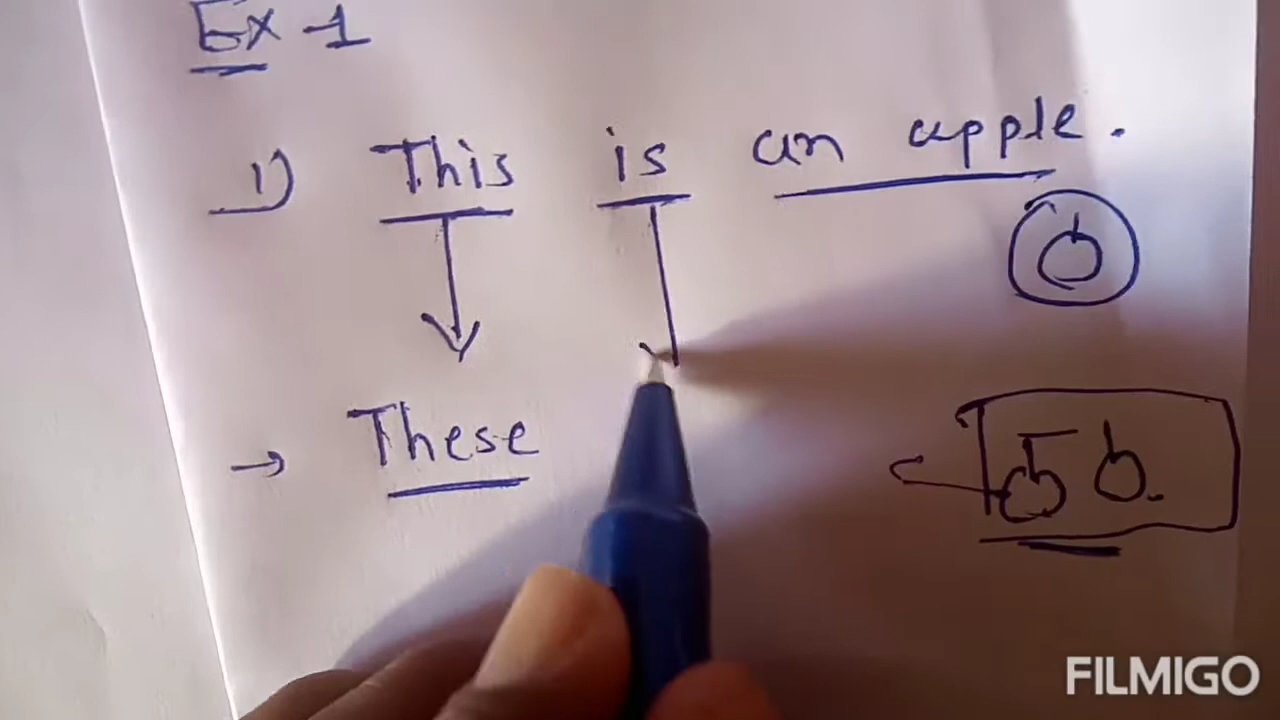 Ex-1
1) This is an apple.
→ These
FILMIGO